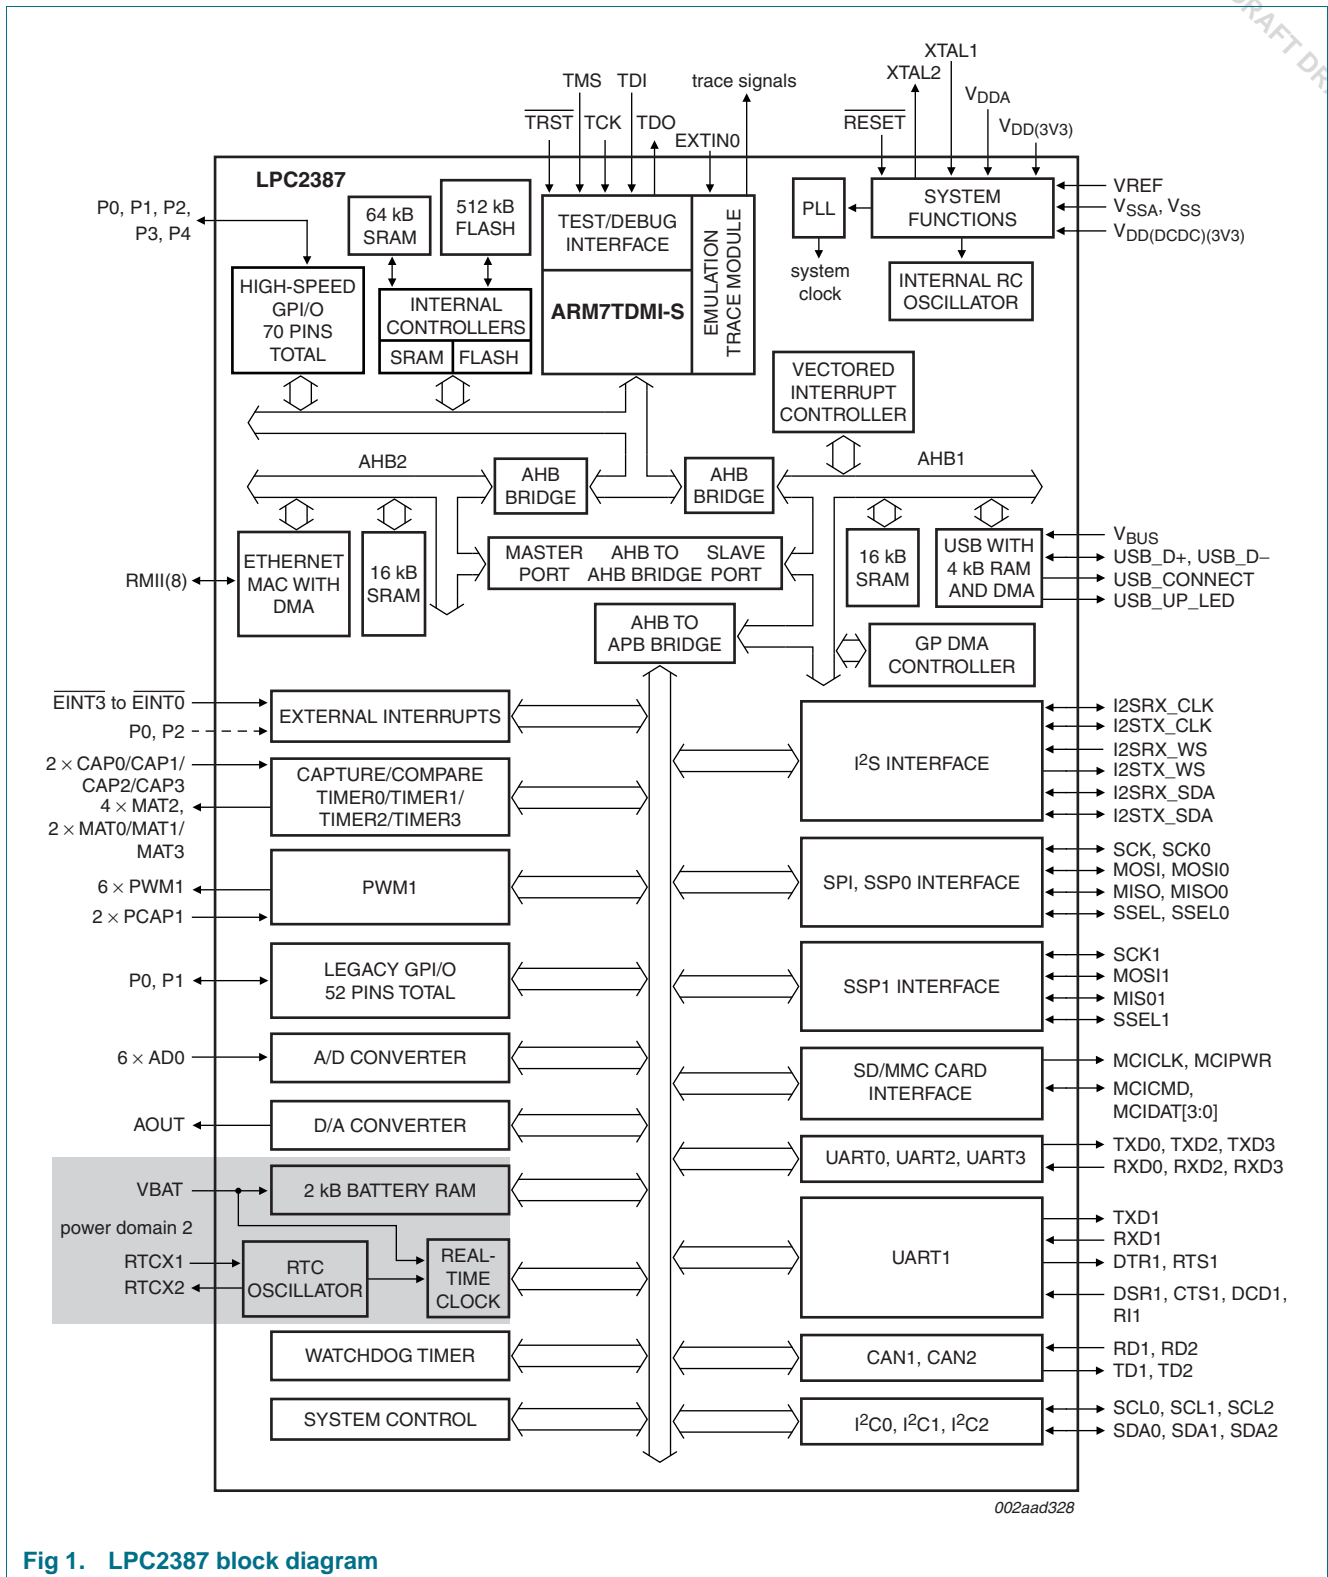 DRAFT DR
XTAL1
XTAL2
TMS TDI trace signals
VDDA
TRST TCK TDO
RESET
VDD(3V3)
EXTIN0
LPC2387
P0, P1, P2,
P3, P4
64 kB
SRAM
512 kB
FLASH
TEST/DEBUG
INTERFACE
EMULATION
TRACE MODULE
PLL
SYSTEM
FUNCTIONS
VREF
VSSA, VSS
VDD(DCDC)(3V3)
system
clock
INTERNAL RC
OSCILLATOR
HIGH-SPEED
GPI/O
70 PINS
TOTAL
INTERNAL
CONTROLLERS
SRAM FLASH
ARM7TDMI-S
VECTORED
INTERRUPT
CONTROLLER
AHB2
AHB
BRIDGE
AHB
BRIDGE
AHB1
ETHERNET
MAC WITH
DMA
RMII(8)
16 kB
SRAM
MASTER
PORT
AHB TO
AHB BRIDGE
SLAVE
PORT
16 kB
SRAM
USB WITH
4 kB RAM
AND DMA
VBUS
USB_D+, USB_D−
USB_CONNECT
USB_UP_LED
AHB TO
APB BRIDGE
GP DMA
CONTROLLER
EINT3 to EINT0
P0, P2
EXTERNAL INTERRUPTS
2 × CAP0/CAP1/
CAP2/CAP3
4 × MAT2,
2 × MAT0/MAT1/
MAT3
CAPTURE/COMPARE
TIMER0/TIMER1/
TIMER2/TIMER3
6 × PWM1
2 × PCAP1
PWM1
P0, P1
LEGACY GPI/O
52 PINS TOTAL
6 × AD0
A/D CONVERTER
AOUT
D/A CONVERTER
VBAT
2 kB BATTERY RAM
power domain 2
RTCX1
RTCX2
RTC
OSCILLATOR
REAL-
TIME
CLOCK
WATCHDOG TIMER
SYSTEM CONTROL
I2S INTERFACE
I2SRX_CLK
I2STX_CLK
I2SRX_WS
I2STX_WS
I2SRX_SDA
I2STX_SDA
SPI, SSP0 INTERFACE
SCK, SCK0
MOSI, MOSI0
MISO, MISO0
SSEL, SSEL0
SSP1 INTERFACE
SCK1
MOSI1
MIS01
SSEL1
SD/MMC CARD
INTERFACE
MCICLK, MCIPWR
MCICMD,
MCIDAT[3:0]
UART0, UART2, UART3
TXD0, TXD2, TXD3
RXD0, RXD2, RXD3
UART1
TXD1
RXD1
DTR1, RTS1
DSR1, CTS1, DCD1,
RI1
CAN1, CAN2
RD1, RD2
TD1, TD2
I2C0, I2C1, I2C2
SCL0, SCL1, SCL2
SDA0, SDA1, SDA2
002aad328
Fig 1. LPC2387 block diagram